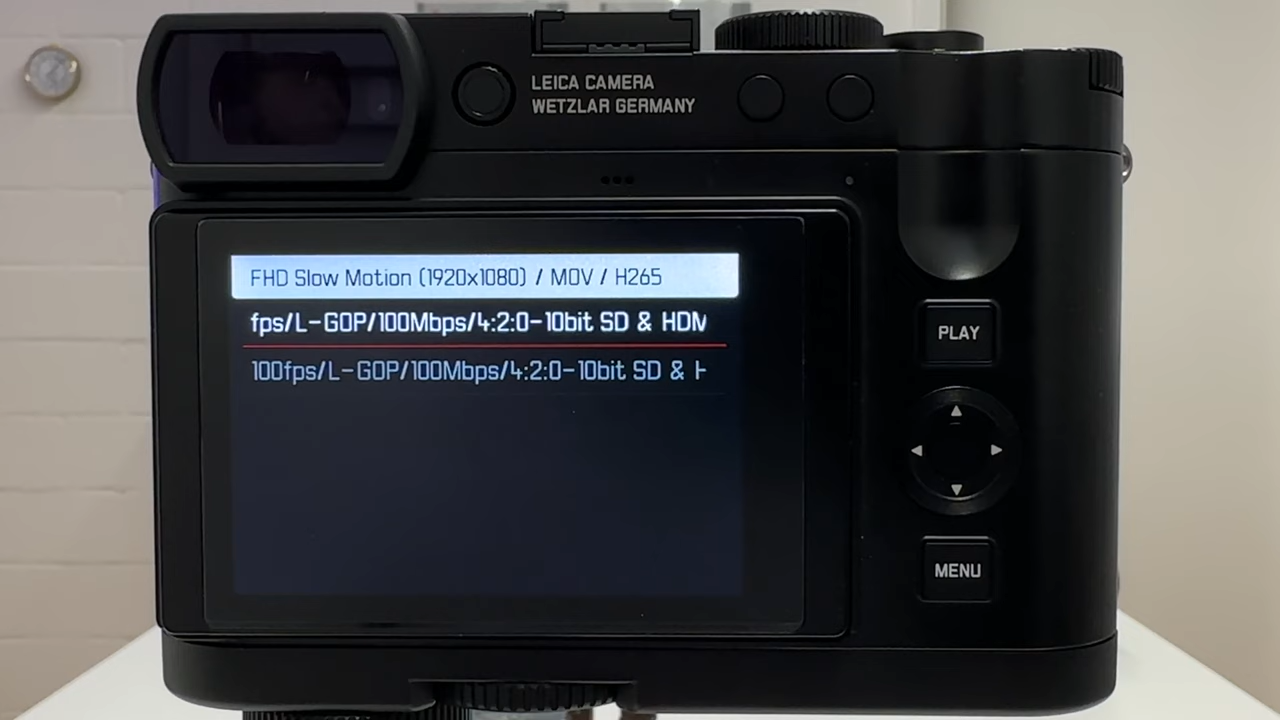 LEICA CAMERA
WETZLAR GERMANY
FHD Slow Motion (1920x1080) / MOV / H265
fps/L-GOP/100Mbps/4:2:0-10bit SD & HDM
100fps/L-GOP/100Mbps/4:2:0-10bit SD & H
PLAY
MENU